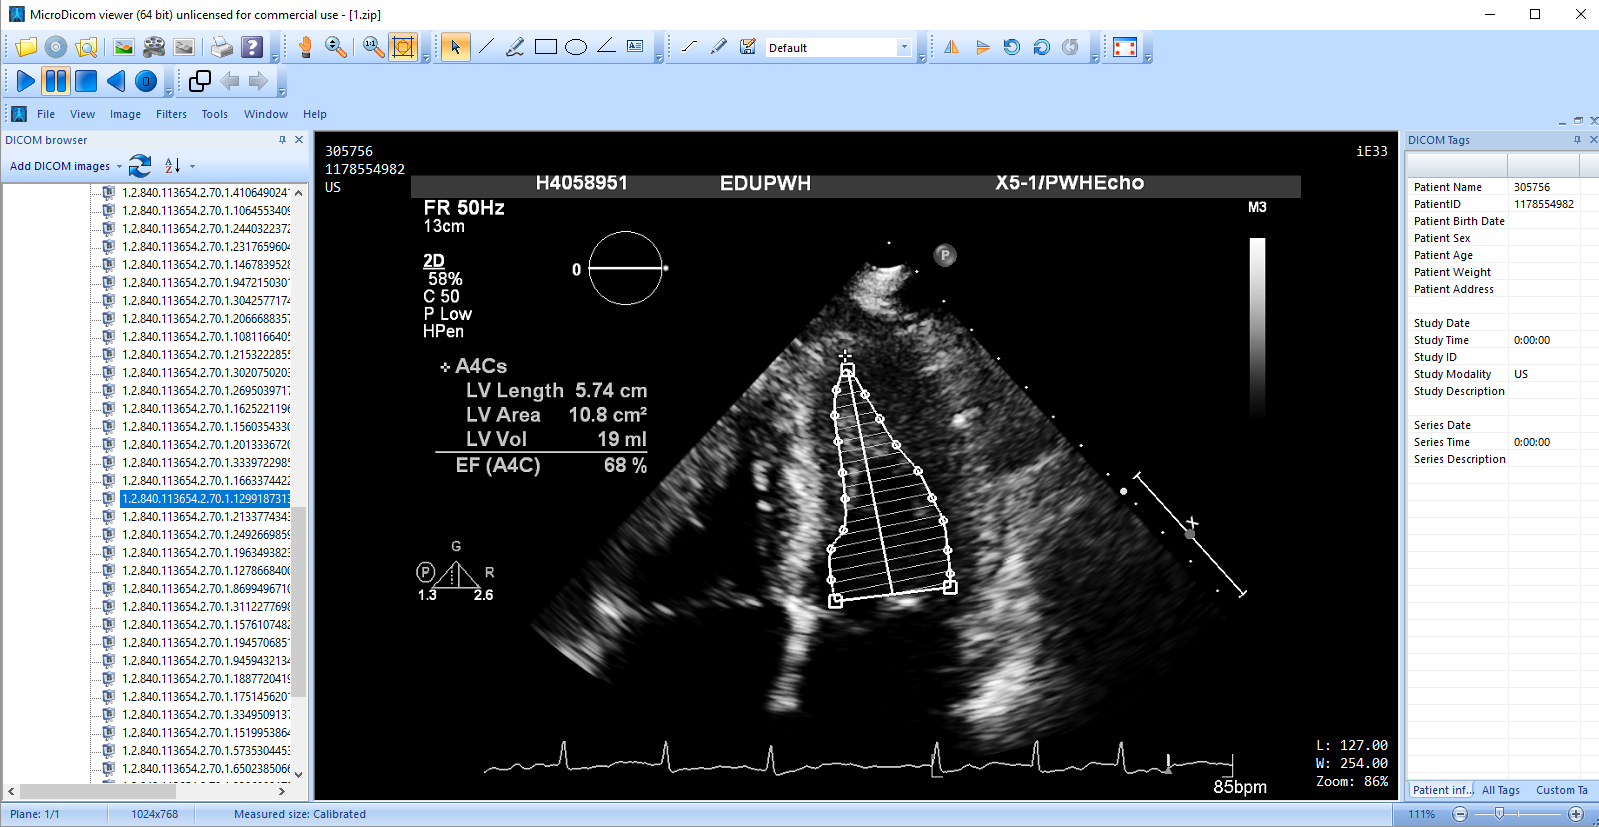 MicroDicom viewer (64 bit) unlicensed for commercial use - [1.zip]
1:1
Default
0
File View Image Filters Tools Window Help
DICOM browser
Add DICOM images
A
Z
1.2.840.113654.2.70.1.410649024
1.2.840.113654.2.70.1.106455340
1.2.840.113654.2.70.1.244032237
1.2.840.113654.2.70.1.231765960
1.2.840.113654.2.70.1.146783952
1.2.840.113654.2.70.1.947215030
1.2.840.113654.2.70.1.304257717
1.2.840.113654.2.70.1.206668835
1.2.840.113654.2.70.1.108116640
1.2.840.113654.2.70.1.215322285
1.2.840.113654.2.70.1.302075020
1.2.840.113654.2.70.1.269503971
1.2.840.113654.2.70.1.162522119
1.2.840.113654.2.70.1.156035433
1.2.840.113654.2.70.1.201333672
1.2.840.113654.2.70.1.333972298
1.2.840.113654.2.70.1.166337442
1.2.840.113654.2.70.1.129918731
1.2.840.113654.2.70.1.213377434
1.2.840.113654.2.70.1.249266985
1.2.840.113654.2.70.1.196349382
1.2.840.113654.2.70.1.127866840
1.2.840.113654.2.70.1.869949671
1.2.840.113654.2.70.1.311227769
1.2.840.113654.2.70.1.157610748
1.2.840.113654.2.70.1.194570685
1.2.840.113654.2.70.1.945943213
1.2.840.113654.2.70.1.188772041
1.2.840.113654.2.70.1.175145620
1.2.840.113654.2.70.1.334950913
1.2.840.113654.2.70.1.151995386
1.2.840.113654.2.70.1.573530445
1.2.840.113654.2.70.1.650238506
305756
1178554982
US
iE33
H4058951 EDUPWH X5-1/PWHEcho
FR 50Hz
13cm
M3
2D
58%
C 50
P Low
HPen
0
P
A4Cs
LV Length 5.74 cm
LV Area 10.8 cm²
LV Vol 19 ml
EF (A4C) 68 %
G
P R
1.3 2.6
X
85bpm
L: 127.00
W: 254.00
Zoom: 86%
DICOM Tags
Patient Name 305756
PatientID 1178554982
Patient Birth Date
Patient Sex
Patient Age
Patient Weight
Patient Address
Study Date
Study Time 0:00:00
Study ID
Study Modality US
Study Description
Series Date
Series Time 0:00:00
Series Description
Patient inf... All Tags Custom Ta
Plane: 1/1 1024x768 Measured size: Calibrated 111%